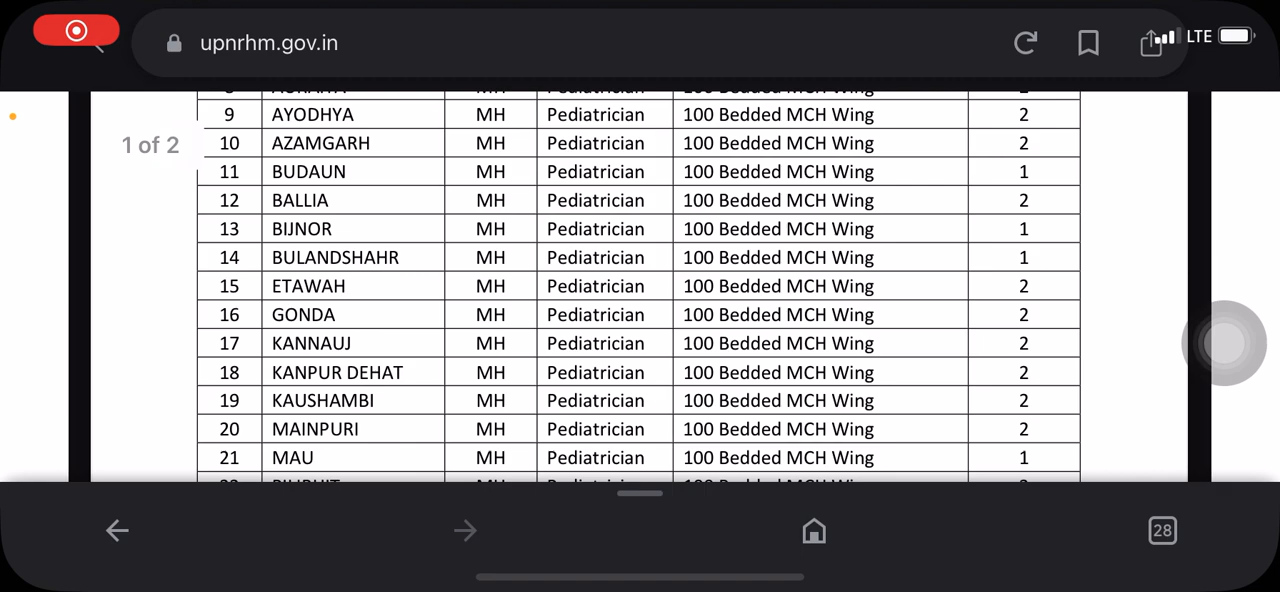 upnrhm.gov.in
LTE
1 of 2
9 AYODHYA MH Pediatrician 100 Bedded MCH Wing 2
10 AZAMGARH MH Pediatrician 100 Bedded MCH Wing 2
11 BUDAUN MH Pediatrician 100 Bedded MCH Wing 1
12 BALLIA MH Pediatrician 100 Bedded MCH Wing 2
13 BIJNOR MH Pediatrician 100 Bedded MCH Wing 1
14 BULANDSHAHR MH Pediatrician 100 Bedded MCH Wing 1
15 ETAWAH MH Pediatrician 100 Bedded MCH Wing 2
16 GONDA MH Pediatrician 100 Bedded MCH Wing 2
17 KANNAUJ MH Pediatrician 100 Bedded MCH Wing 2
18 KANPUR DEHAT MH Pediatrician 100 Bedded MCH Wing 2
19 KAUSHAMBI MH Pediatrician 100 Bedded MCH Wing 2
20 MAINPURI MH Pediatrician 100 Bedded MCH Wing 2
21 MAU MH Pediatrician 100 Bedded MCH Wing 1
28